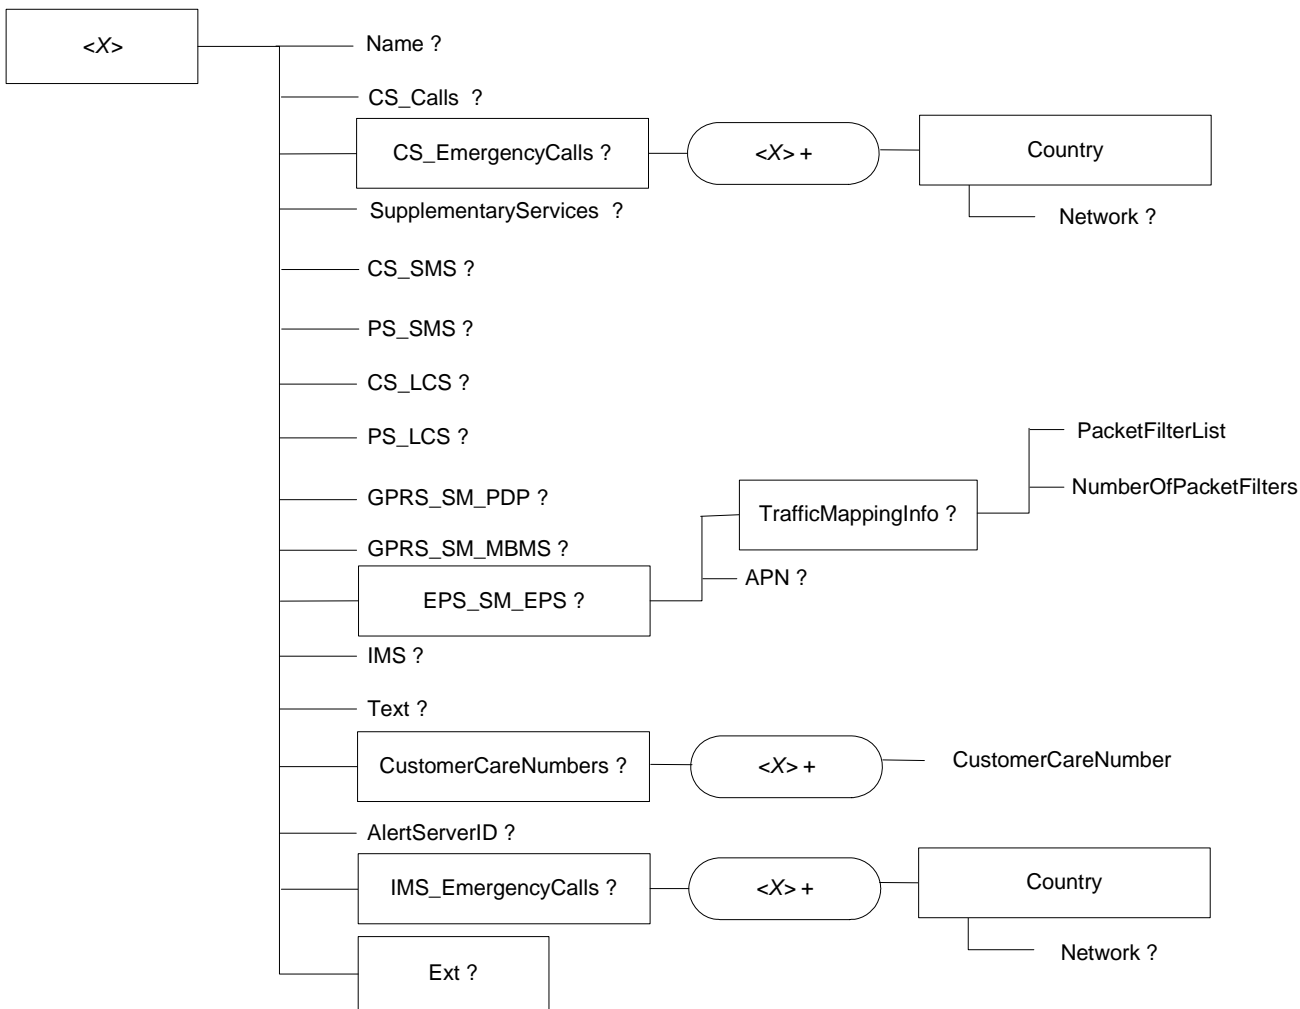 <X>
Name ?
CS_Calls ?
CS_EmergencyCalls ?
<X> +
Country
Network ?
SupplementaryServices ?
CS_SMS ?
PS_SMS ?
CS_LCS ?
PS_LCS ?
GPRS_SM_PDP ?
GPRS_SM_MBMS ?
EPS_SM_EPS ?
TrafficMappingInfo ?
PacketFilterList
NumberOfPacketFilters
APN ?
IMS ?
Text ?
CustomerCareNumbers ?
<X> +
CustomerCareNumber
AlertServerID ?
IMS_EmergencyCalls ?
<X> +
Country
Network ?
Ext ?